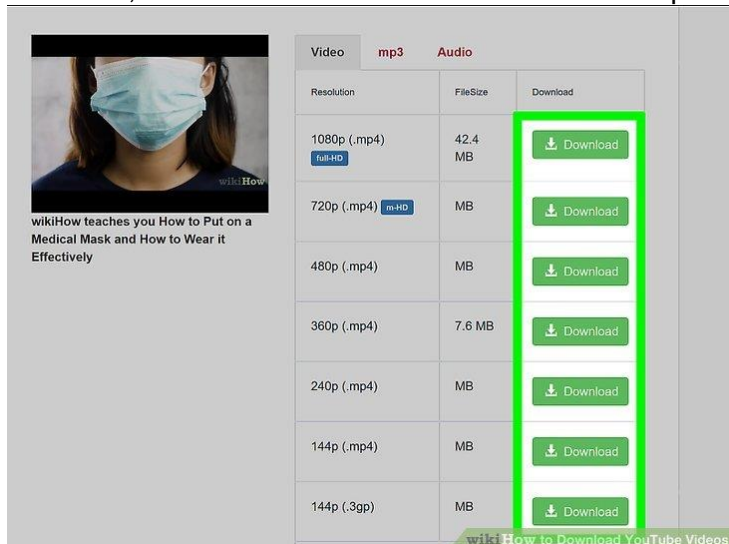 Video mp3 Audio
Resolution FileSize Download
1080p (.mp4) 42.4
full-HD MB
Download
720p (.mp4) m-HD MB Download
480p (.mp4) MB Download
360p (.mp4) 7.6 MB Download
240p (.mp4) MB Download
144p (.mp4) MB Download
144p (.3gp) MB Download
wikiHow
wikiHow teaches you How to Put on a
Medical Mask and How to Wear it
Effectively
wikiHow to Download YouTube Videos